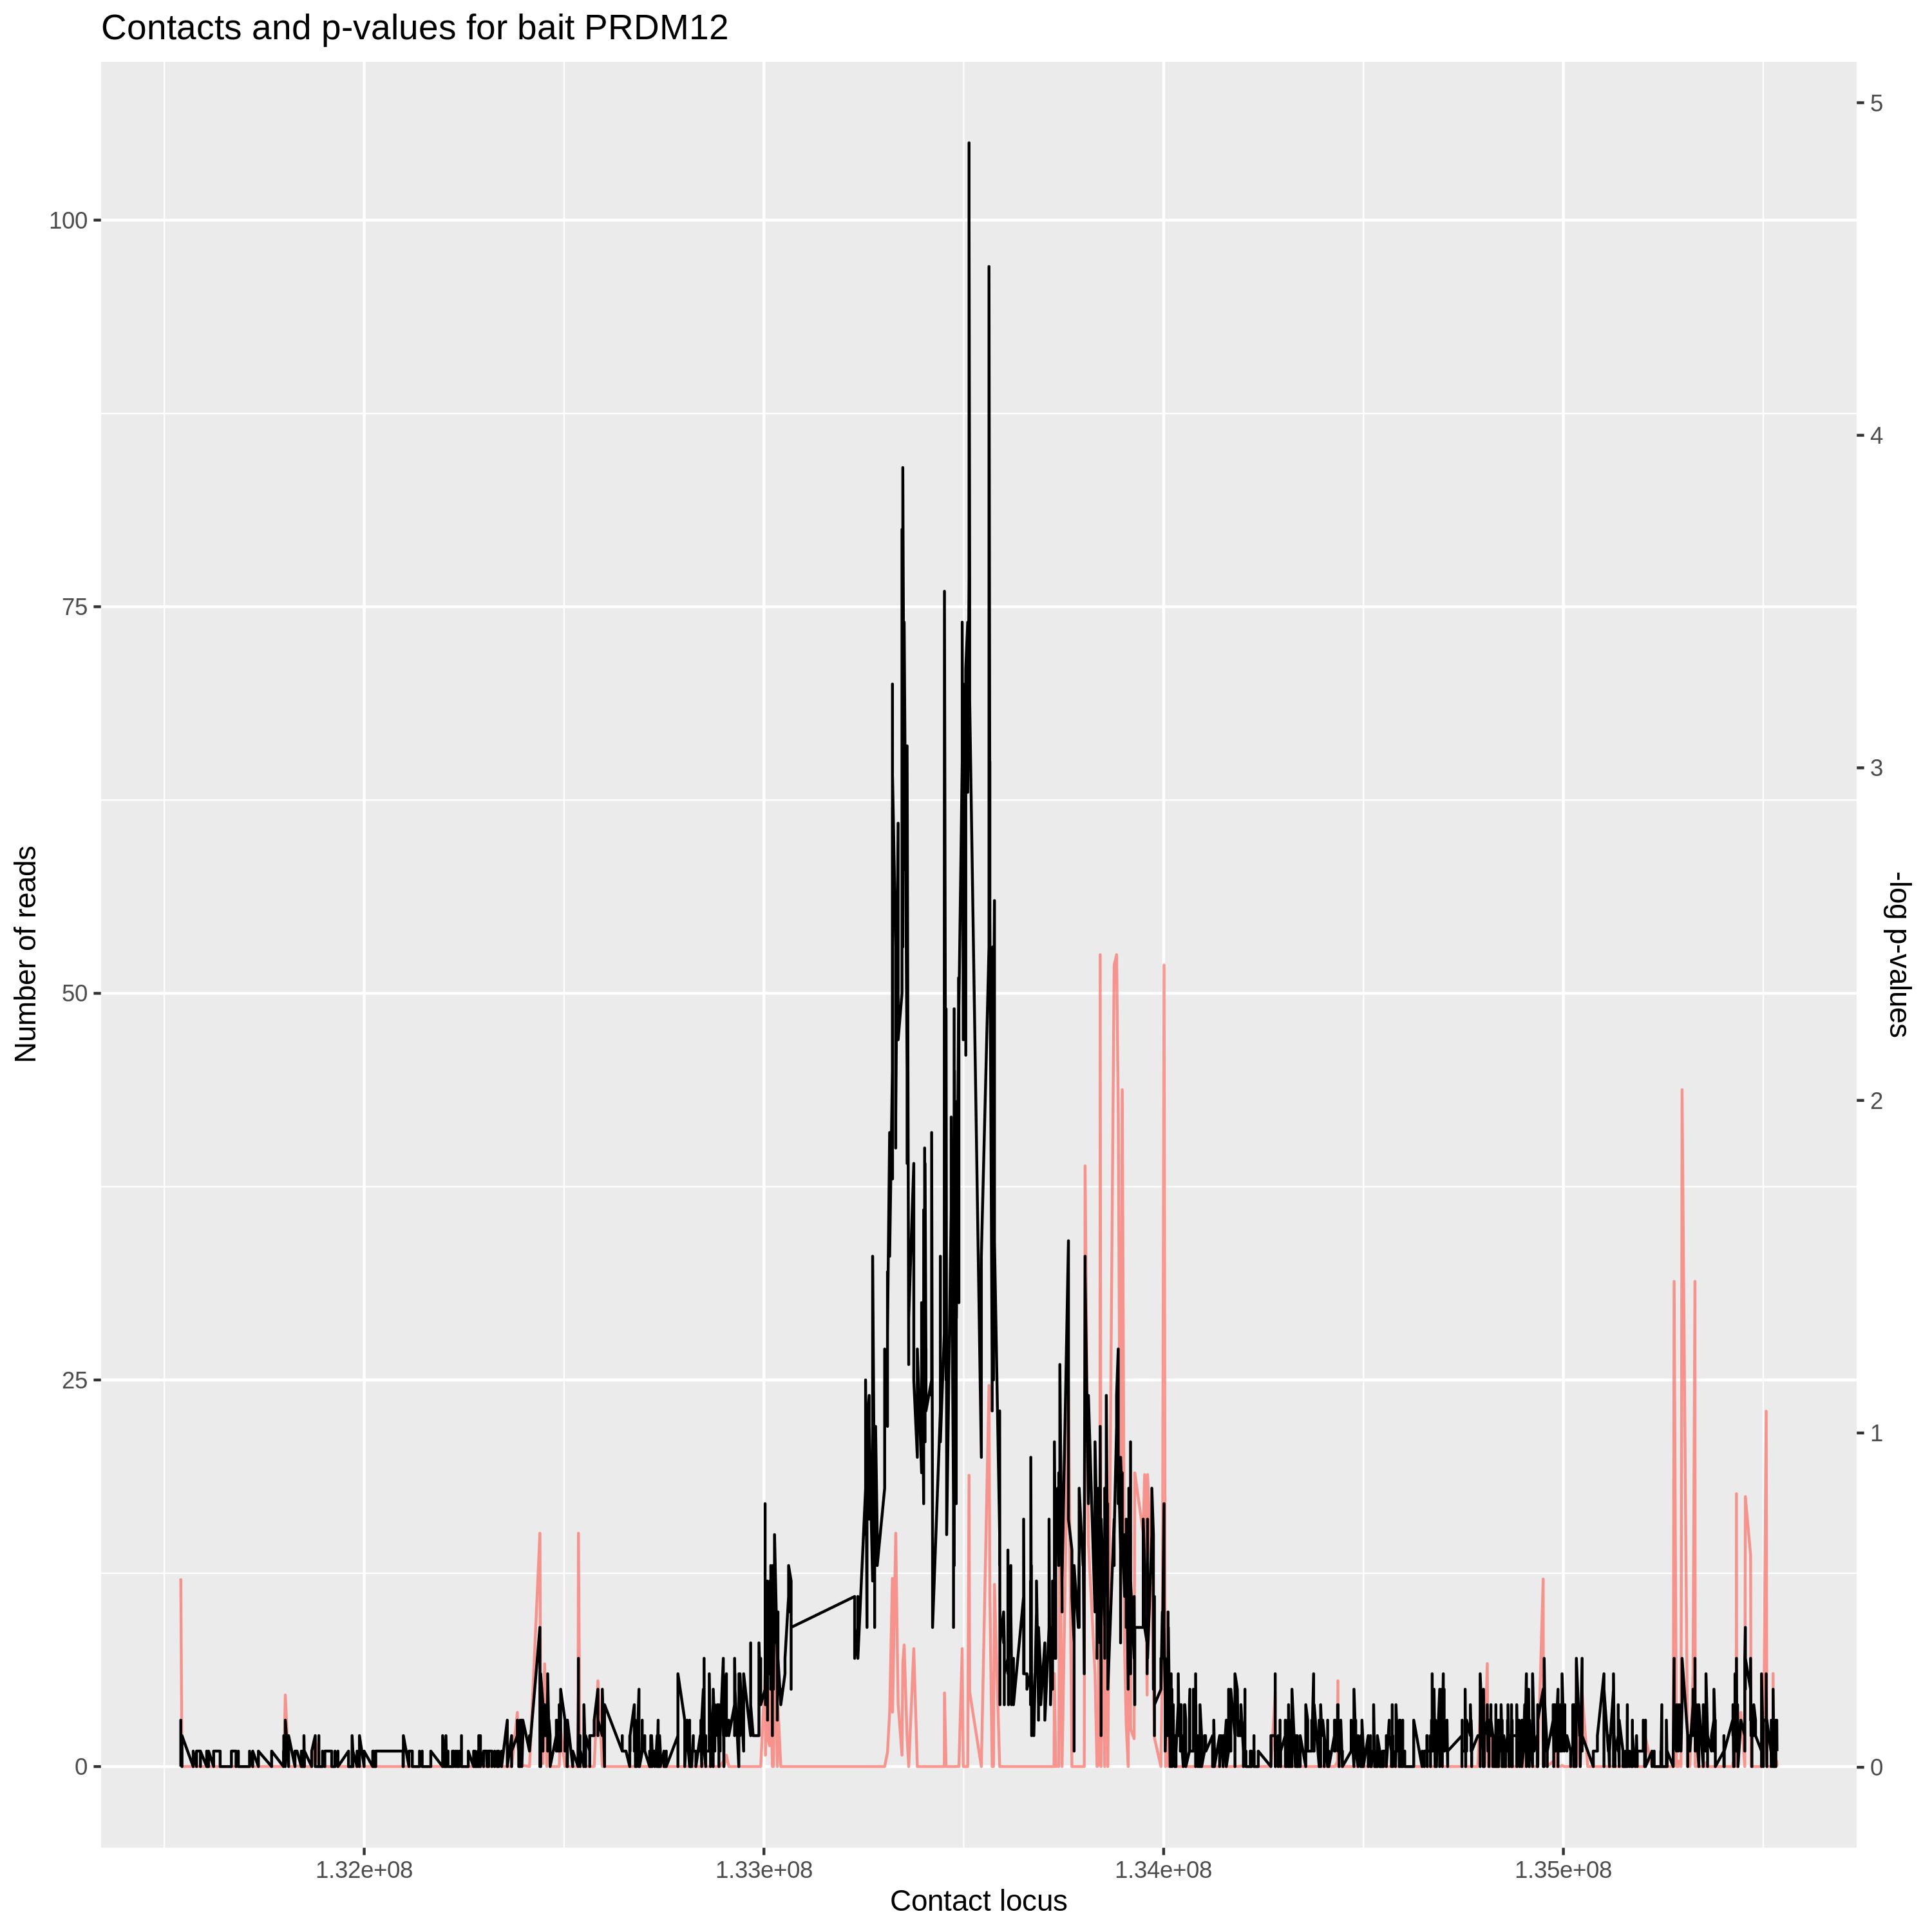 Contacts and p-values for bait PRDM12
100
75
50
25
0
5
4
3
2
1
0
1.32e+08
1.33e+08
1.34e+08
1.35e+08
Number of reads
-log p-values
Contact locus